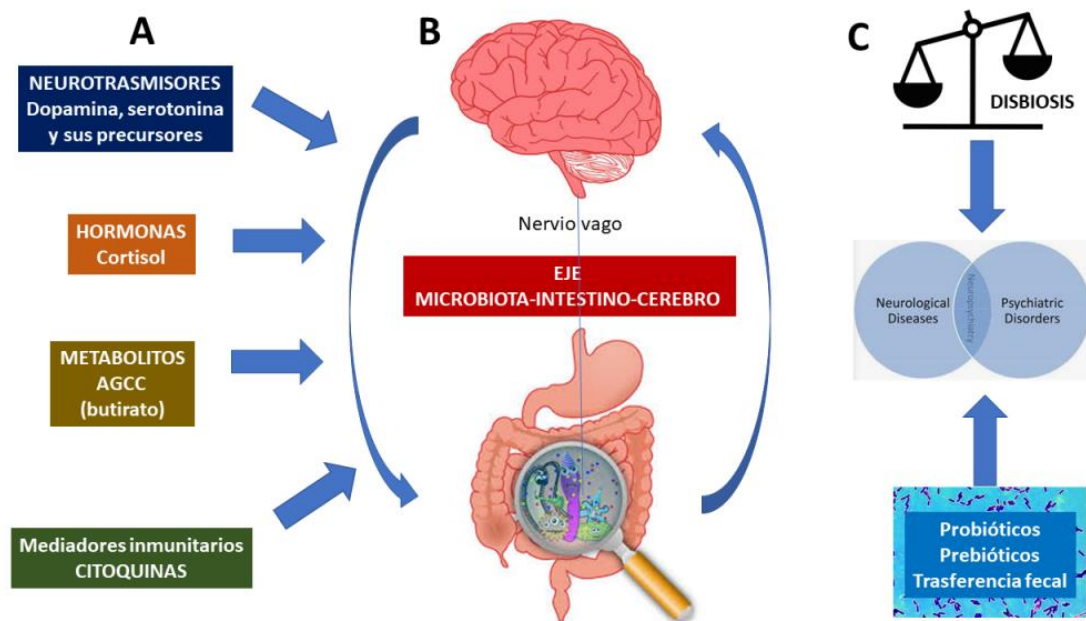 A
NEUROTRASMISORES
Dopamina, serotonina
y sus precursores
HORMONAS
Cortisol
METABOLITOS
AGCC
(butirato)
Mediadores inmunitarios
CITOQUINAS
B
Nervio vago
EJE
MICROBIOTA-INTESTINO-CEREBRO
C
DISBIOSIS
Neurological
Diseases
Neuropsychiatry
Psychiatric
Disorders
Probióticos
Prebióticos
Trasferencia fecal